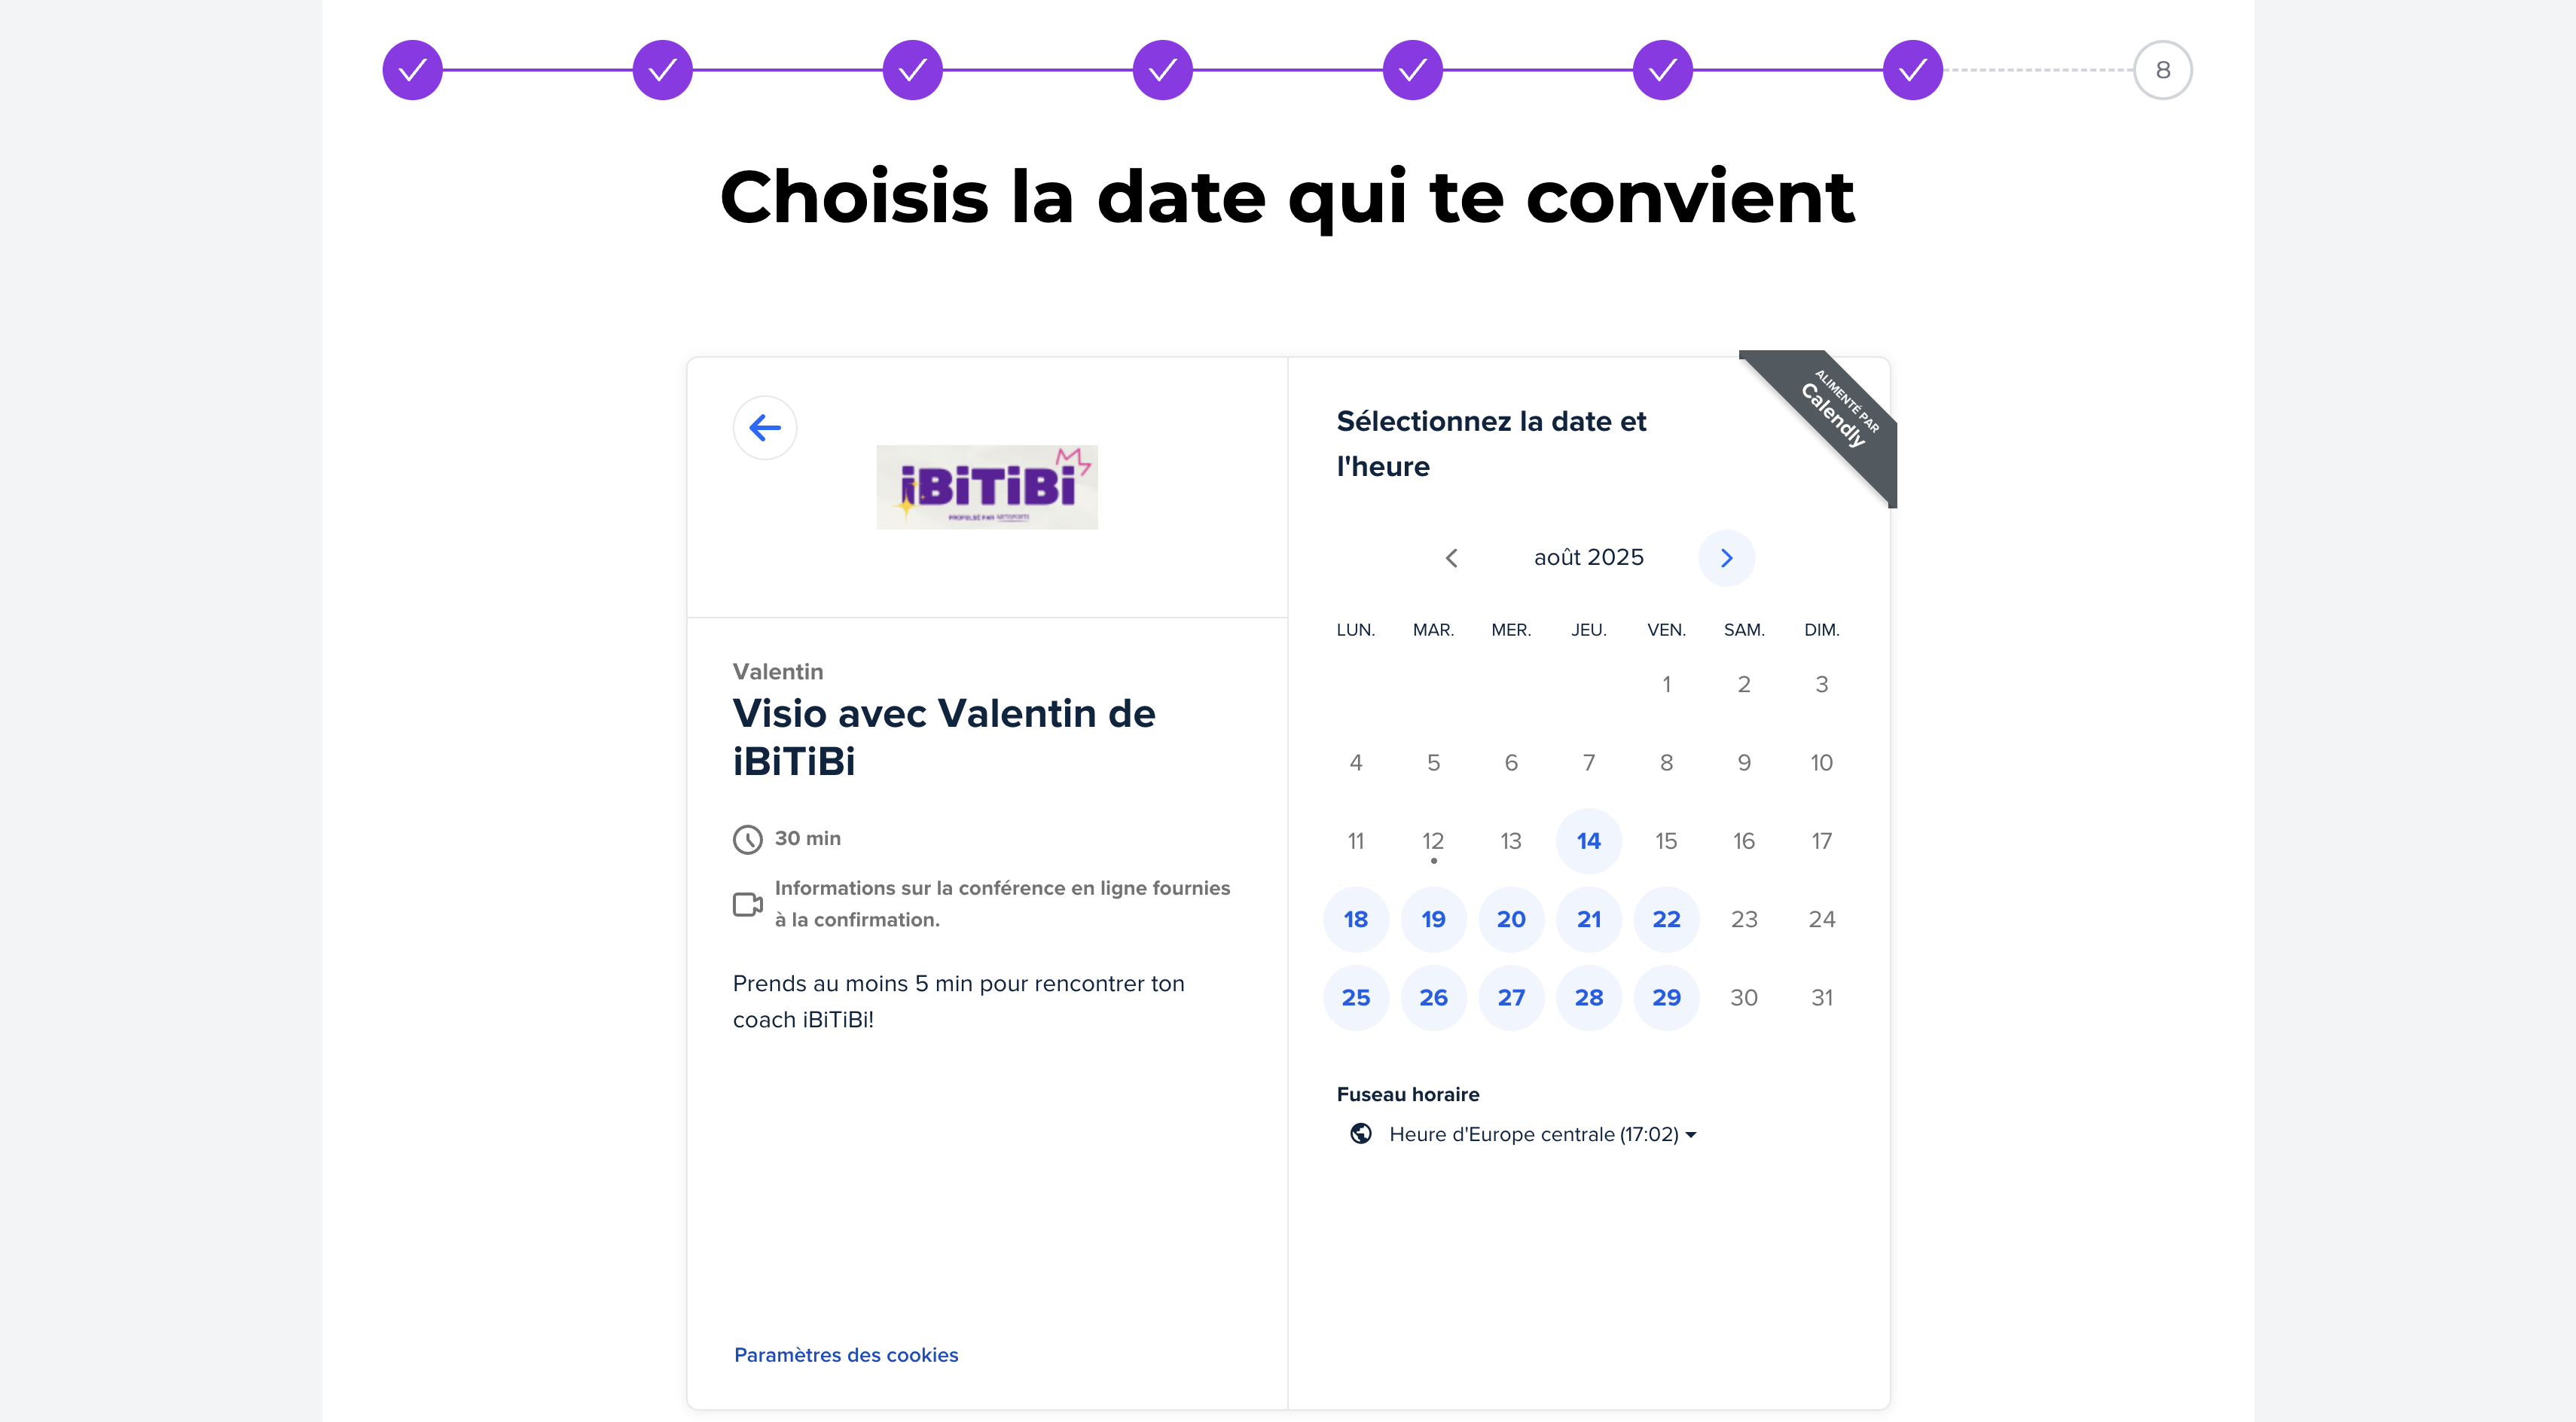 8
Choisis la date qui te convient
ALIMENTÉ PAR
Calendly
iBiTiBi
PROPULSÉ PAR NETSPORTS
Valentin
Visio avec Valentin de
iBiTiBi
30 min
Informations sur la conférence en ligne fournies
à la confirmation.
Prends au moins 5 min pour rencontrer ton
coach iBiTiBi!
Paramètres des cookies
Sélectionnez la date et
l'heure
août 2025
LUN. MAR. MER. JEU. VEN. SAM. DIM.
1 2 3
4 5 6 7 8 9 10
11 12 13 14 15 16 17
18 19 20 21 22 23 24
25 26 27 28 29 30 31
Fuseau horaire
Heure d'Europe centrale (17:02)